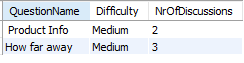 QuestionName Difficulty NrOfDiscussions
Product Info Medium 2
How far away Medium 3